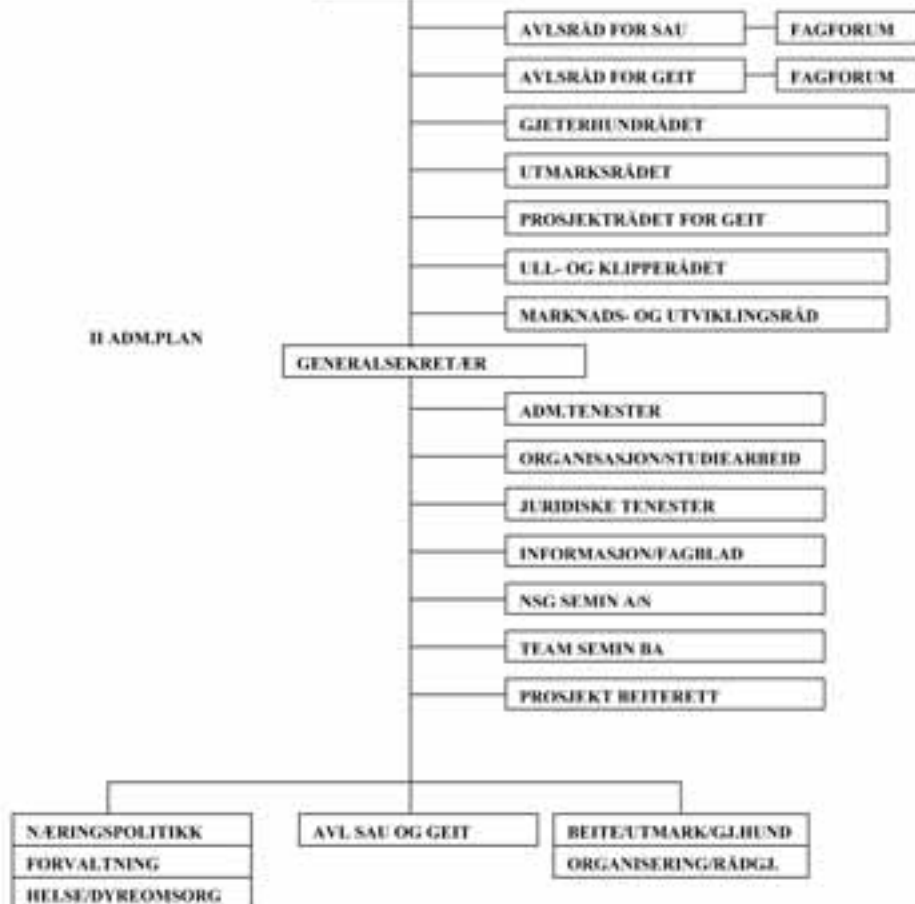 AVLSRÅD FOR SAU FAGFORUM
AVLSRÅD FOR GEIT FAGFORUM
GJETERHUNDRÅDET
UTMARKSRÅDET
PROSJEKTRÅDET FOR GEIT
ULL- OG KLIPPERÅDET
MARKNADS- OG UTVIKLINGSRÅD
II ADM.PLAN
GENERALSEKRETÆR
ADM.TENESTER
ORGANISASJON/STUDIEARBEID
JURIDISKE TENESTER
INFORMASJON/FAGBLAD
NSG SEMIN A/S
TEAM SEMIN BA
PROSJEKT BEITERETT
NÆRINGSPOLITIKK
FORVALTNING
HELSE/DYREOMSORG
AVL SAU OG GEIT
BEITE/UTMARK/GJ.HUND
ORGANISERING/RÅDGJ.